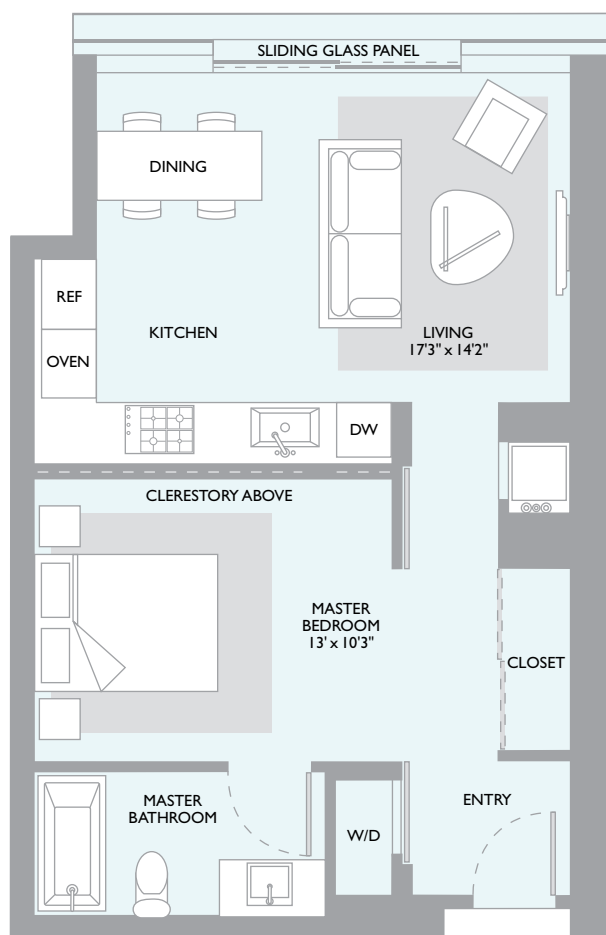 SLIDING GLASS PANEL
DINING
REF
KITCHEN
LIVING
17'3" x 14'2"
OVEN
DW
CLERESTORY ABOVE
MASTER
BEDROOM
13' x 10'3"
CLOSET
MASTER
BATHROOM
ENTRY
W/D